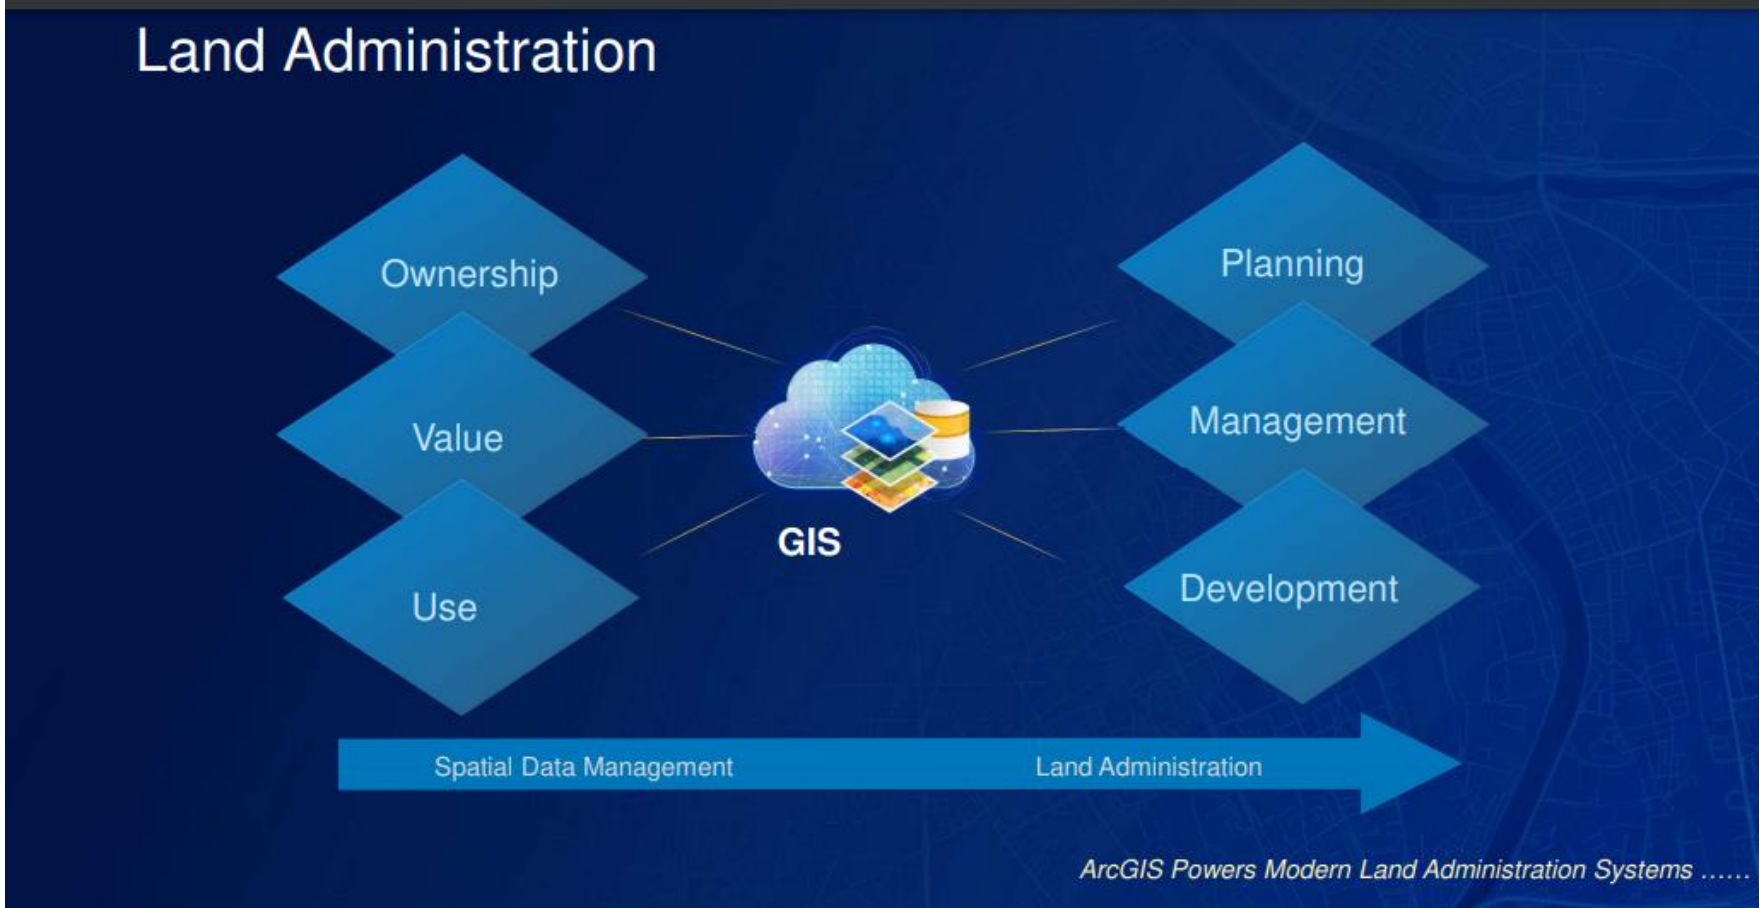 Land Administration
Ownership
Value
Use
GIS
Planning
Management
Development
Spatial Data Management
Land Administration
ArcGIS Powers Modern Land Administration Systems ......